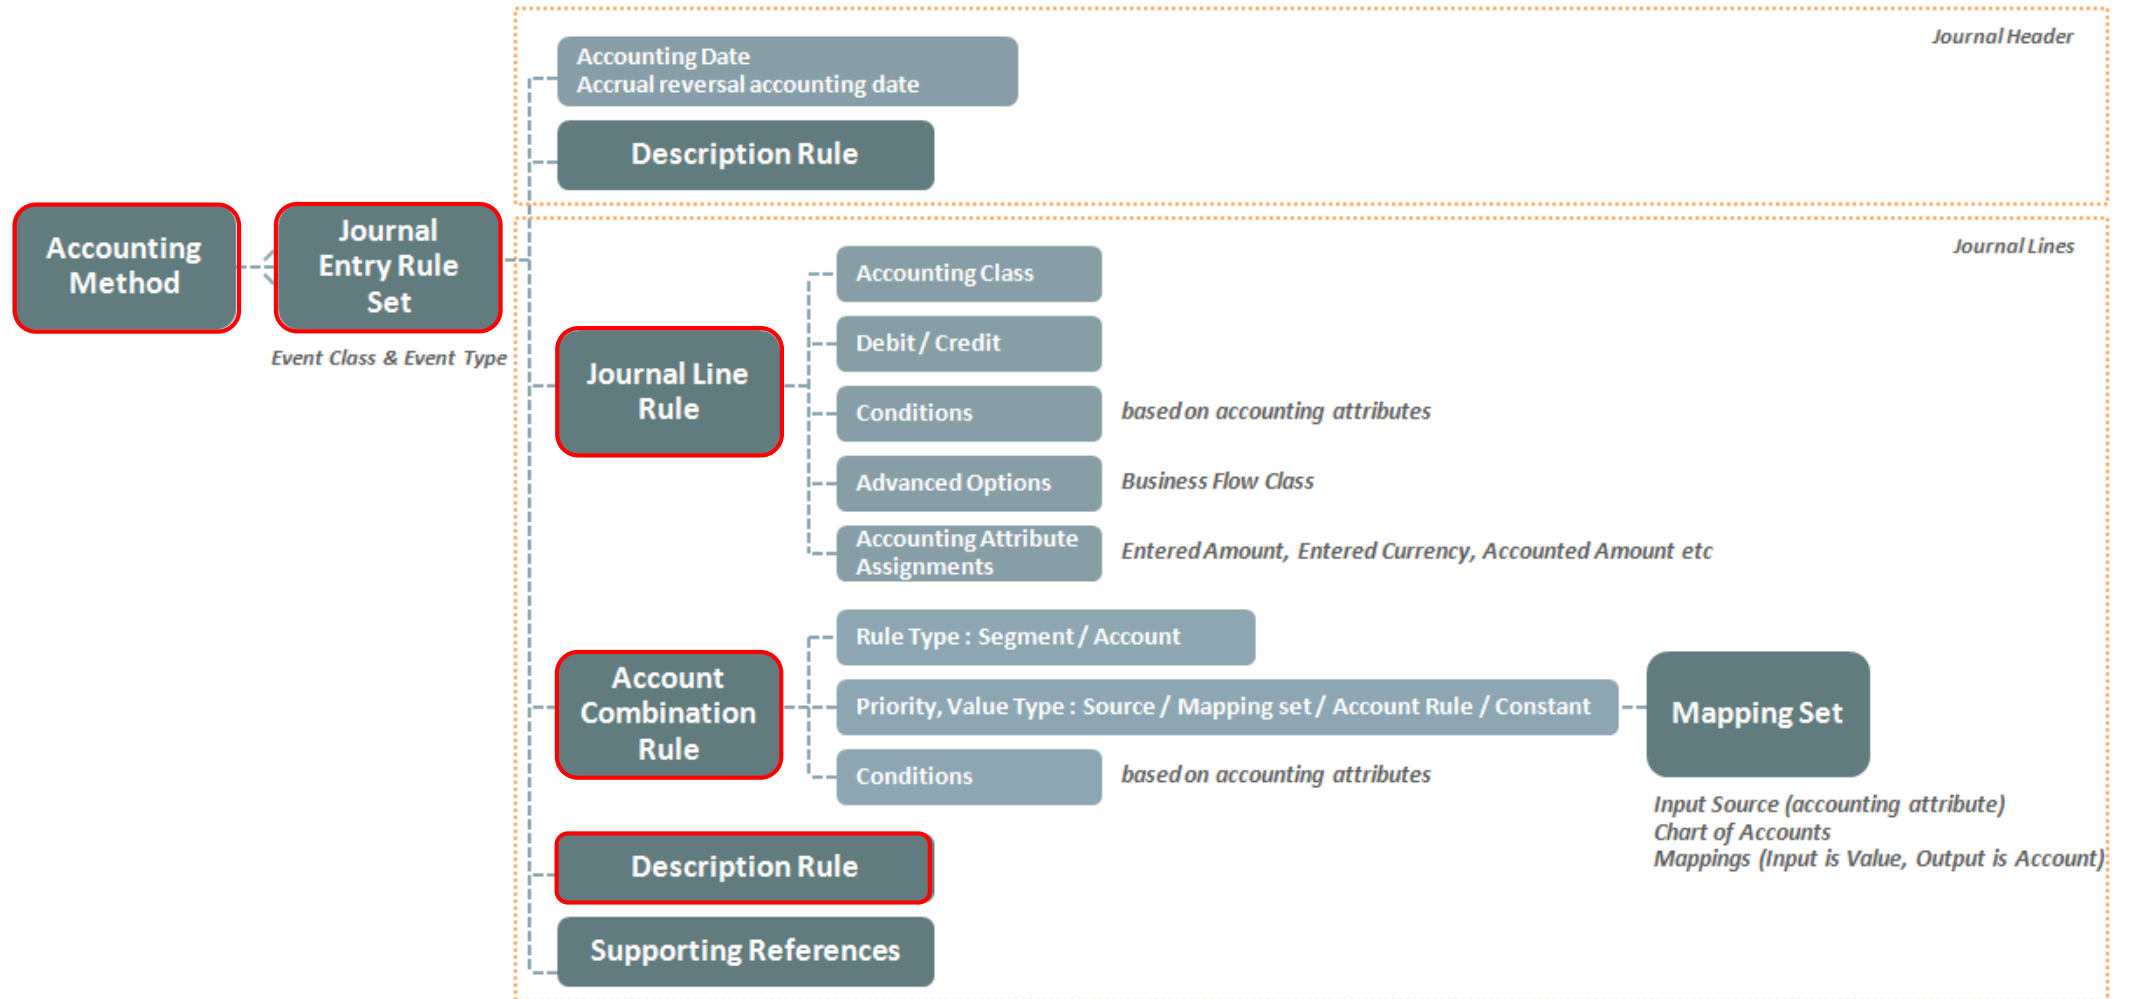 Journal Header
Accounting Date
Accrual reversal accounting date
Description Rule
Accounting
Method
Journal
Entry Rule
Set
Event Class & Event Type
Journal Lines
Journal Line
Rule
Accounting Class
Debit / Credit
Conditions
based on accounting attributes
Advanced Options
Business Flow Class
Accounting Attribute
Assignments
Entered Amount, Entered Currency, Accounted Amount etc
Account
Combination
Rule
Rule Type : Segment / Account
Priority, Value Type : Source / Mapping set / Account Rule / Constant
Conditions
based on accounting attributes
Mapping Set
Input Source (accounting attribute)
Chart of Accounts
Mappings (Input is Value, Output is Account)
Description Rule
Supporting References